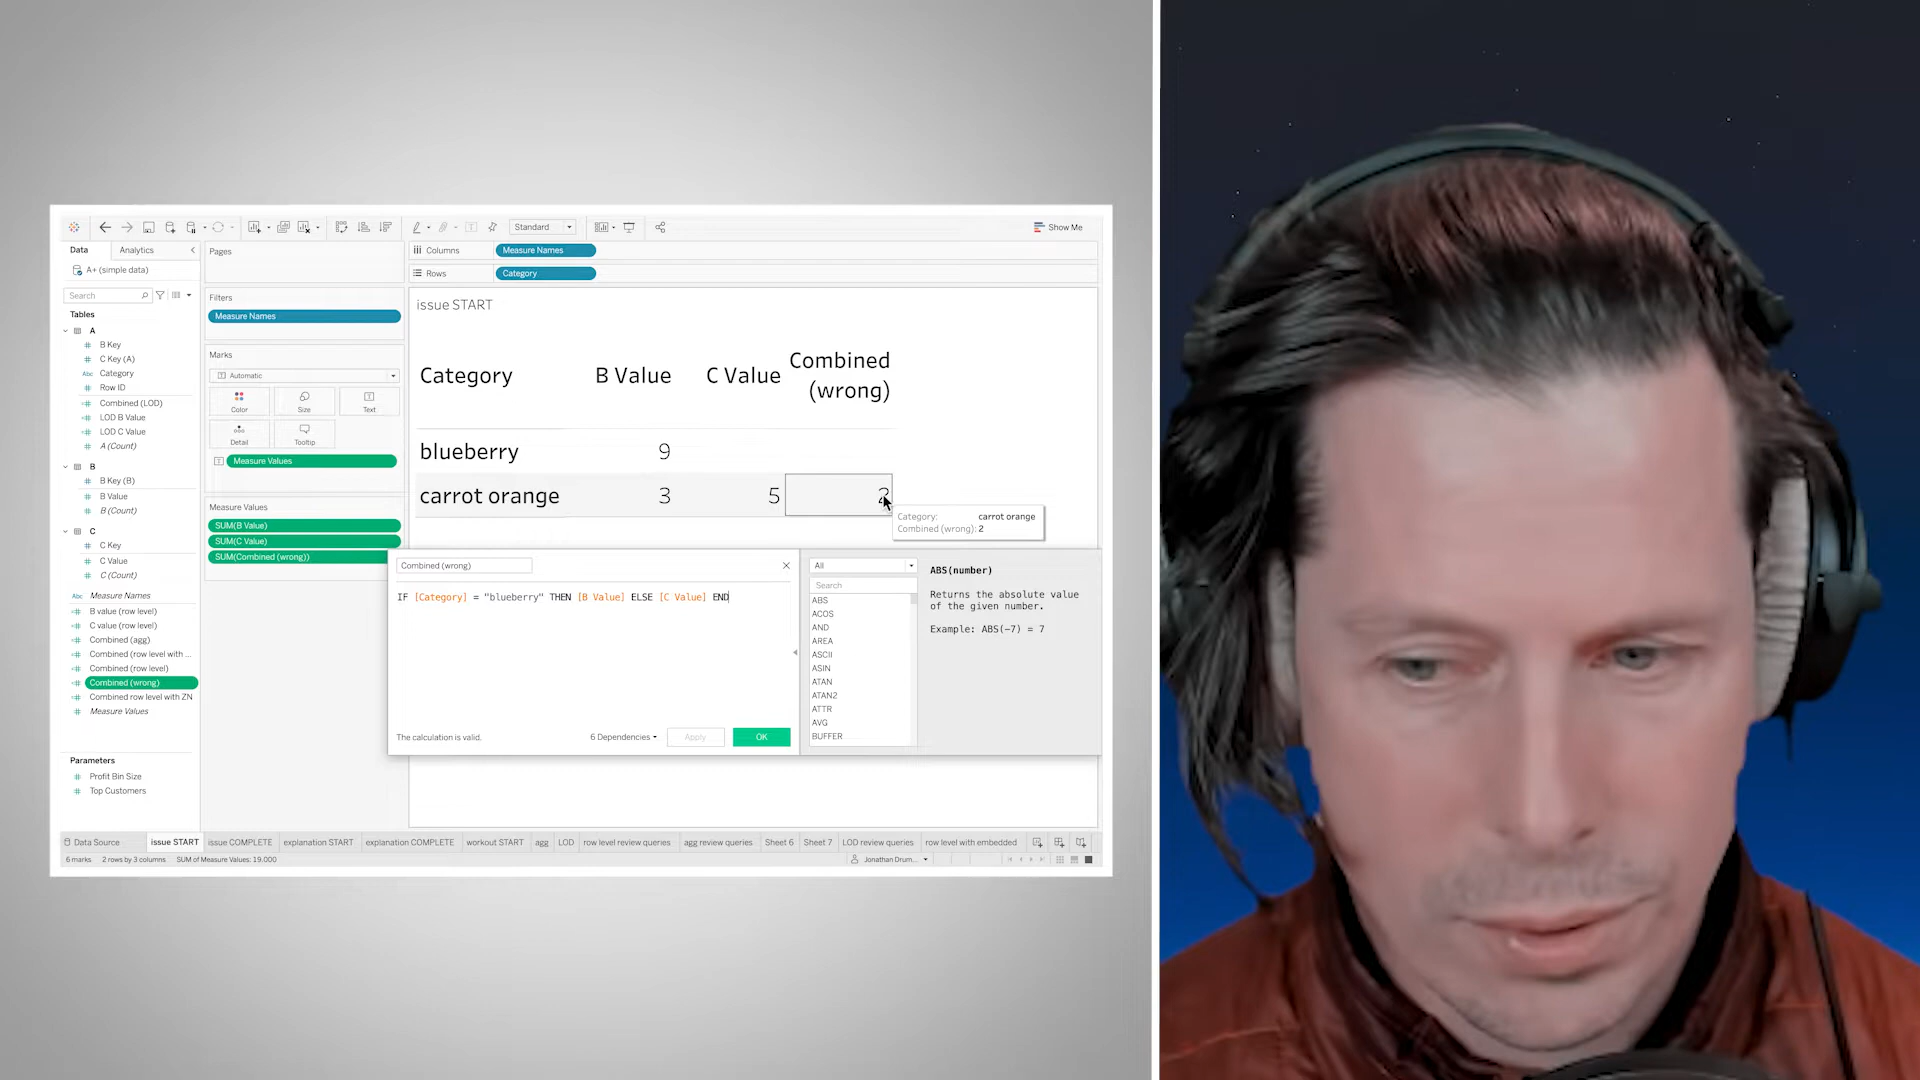 Standard
Show Me
Data
Analytics
Pages
Columns
Measure Names
A+ (simple data)
Rows
Category
Search
Filters
Measure Names
issue START
Tables
A
B Key
C Key (A)
Abc Category
Row ID
Combined (LOD)
LOD B Value
LOD C Value
A (Count)
B
B Key (B)
B Value
B (Count)
C
C Key
C Value
C (Count)
Abc Measure Names
B value (row level)
C value (row level)
Combined (agg)
Combined (row level with ...
Combined (row level)
Combined (wrong)
Combined row level with ZN
Measure Values
Parameters
Profit Bin Size
Top Customers
Marks
Automatic
Color
Size
Text
Detail
Tooltip
Measure Values
Measure Values
SUM(B Value)
SUM(C Value)
SUM(Combined (wrong))
Category B Value C Value Combined (wrong)
blueberry 9
carrot orange 3 5 2
Category: carrot orange
Combined (wrong): 2
Combined (wrong)
IF [Category] = "blueberry" THEN [B Value] ELSE [C Value] END
The calculation is valid.
6 Dependencies
Apply
OK
All
Search
ABS
ACOS
AND
AREA
ASCII
ASIN
ATAN
ATAN2
ATTR
AVG
BUFFER
ABS(number)
Returns the absolute value
of the given number.
Example: ABS(-7) = 7
Data Source
issue START
issue COMPLETE
explanation START
explanation COMPLETE
workout START
agg
LOD
row level review queries
agg review queries
Sheet 6
Sheet 7
LOD review queries
row level with embedded
6 marks
2 rows by 3 columns
SUM of Measure Values: 19.000
Jonathan Drum...